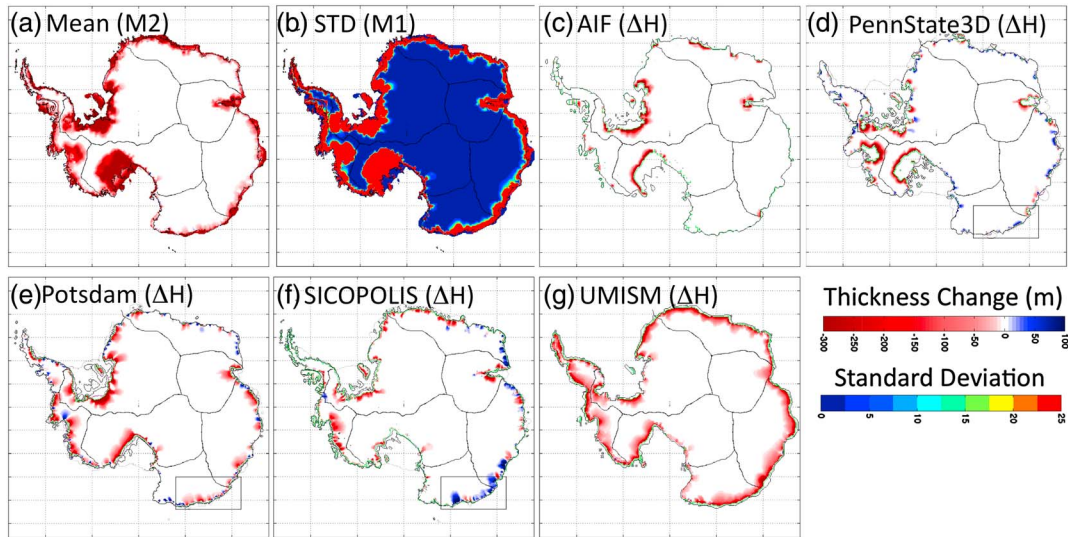 (a) Mean (M2)
(b) STD (M1)
(c) AIF (ΔH)
(d) PennState3D (ΔH)
(e) Potsdam (ΔH)
(f) SICOPOLIS (ΔH)
(g) UMISM (ΔH)
Thickness Change (m)
-300 -250 -200 -150 -100 -50 0 50 100
Standard Deviation
0 5 10 15 20 25